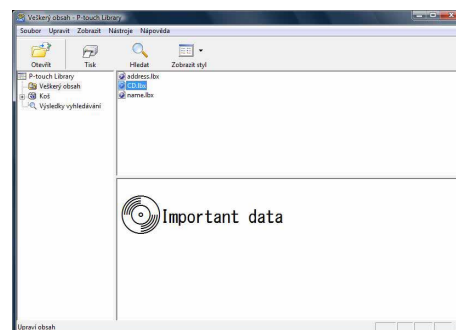 Veškerý obsah - P-touch Library
Soubor Upravit Zobrazit Nástroje Nápověda
Otevřít Tisk Hledat Zobrazit styl
P-touch Library
Veškerý obsah
Koš
Výsledky vyhledávání
address.lbx
CD.lbx
name.lbx
Important data
Upraví obsah